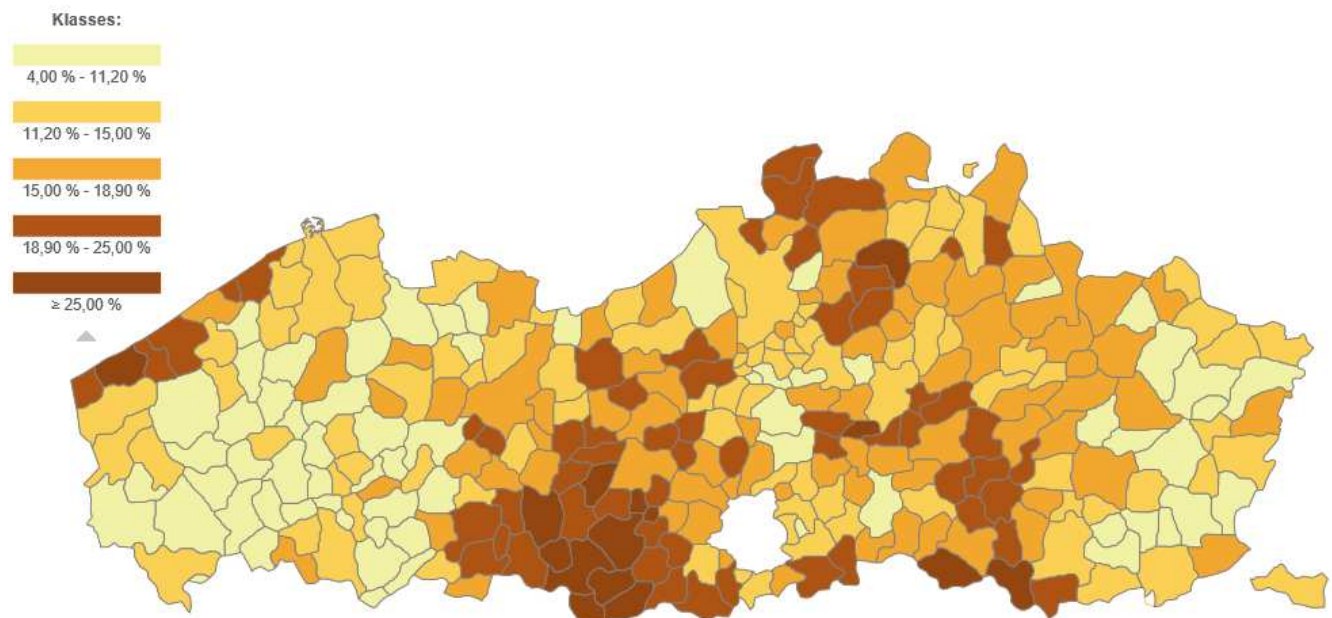 Klasses:
4,00 % - 11,20 %
11,20 % - 15,00 %
15,00 % - 18,90 %
18,90 % - 25,00 %
≥ 25,00 %